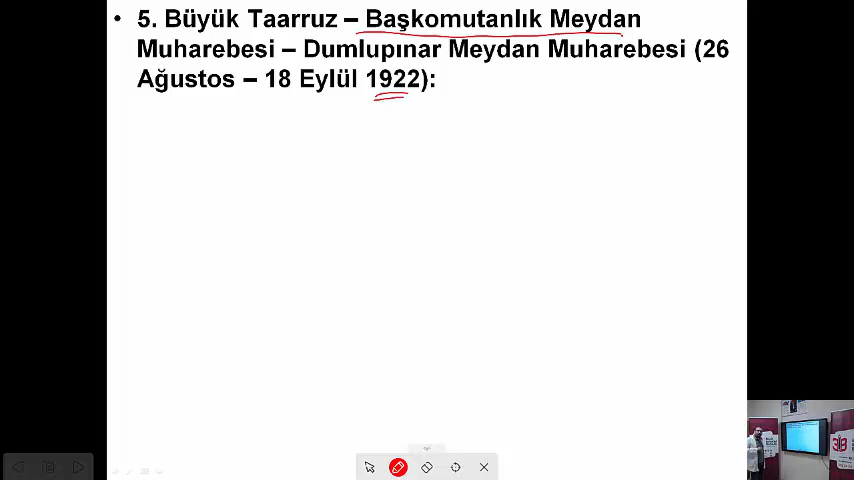 • 5. Büyük Taarruz – Başkomutanlık Meydan
Muharebesi – Dumlupınar Meydan Muharebesi (26
Ağustos – 18 Eylül 1922):